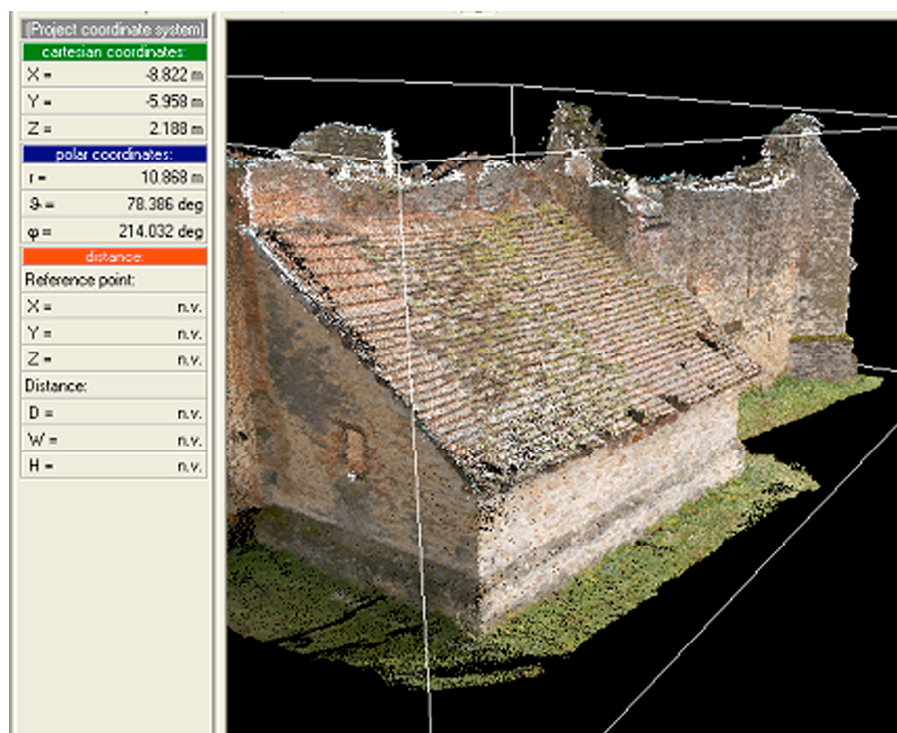 [Project coordinate system]
cartesian coordinates:
X = -8.822 m
Y = -5.958 m
Z = 2.188 m
polar coordinates:
r = 10.868 m
ϑ = 78.386 deg
φ = 214.032 deg
distance:
Reference point:
X = n.v.
Y = n.v.
Z = n.v.
Distance:
D = n.v.
W = n.v.
H = n.v.